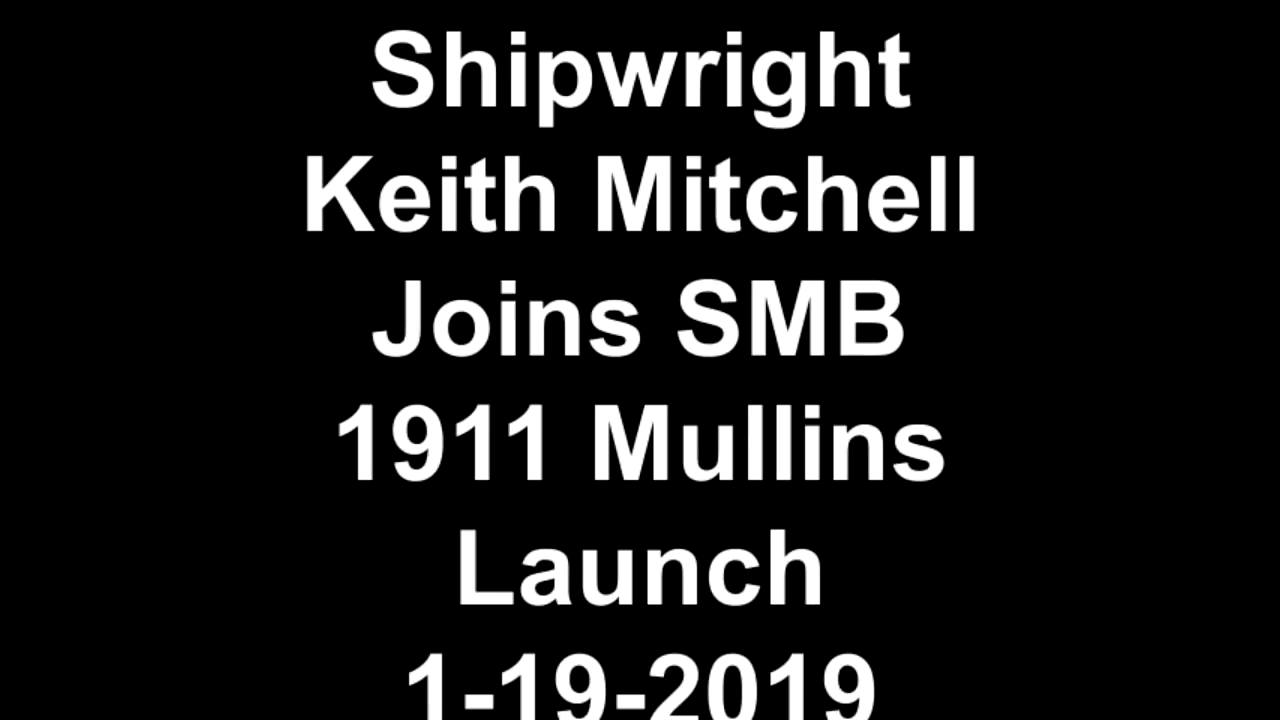 Shipwright
Keith Mitchell
Joins SMB
1911 Mullins
Launch
1-19-2019